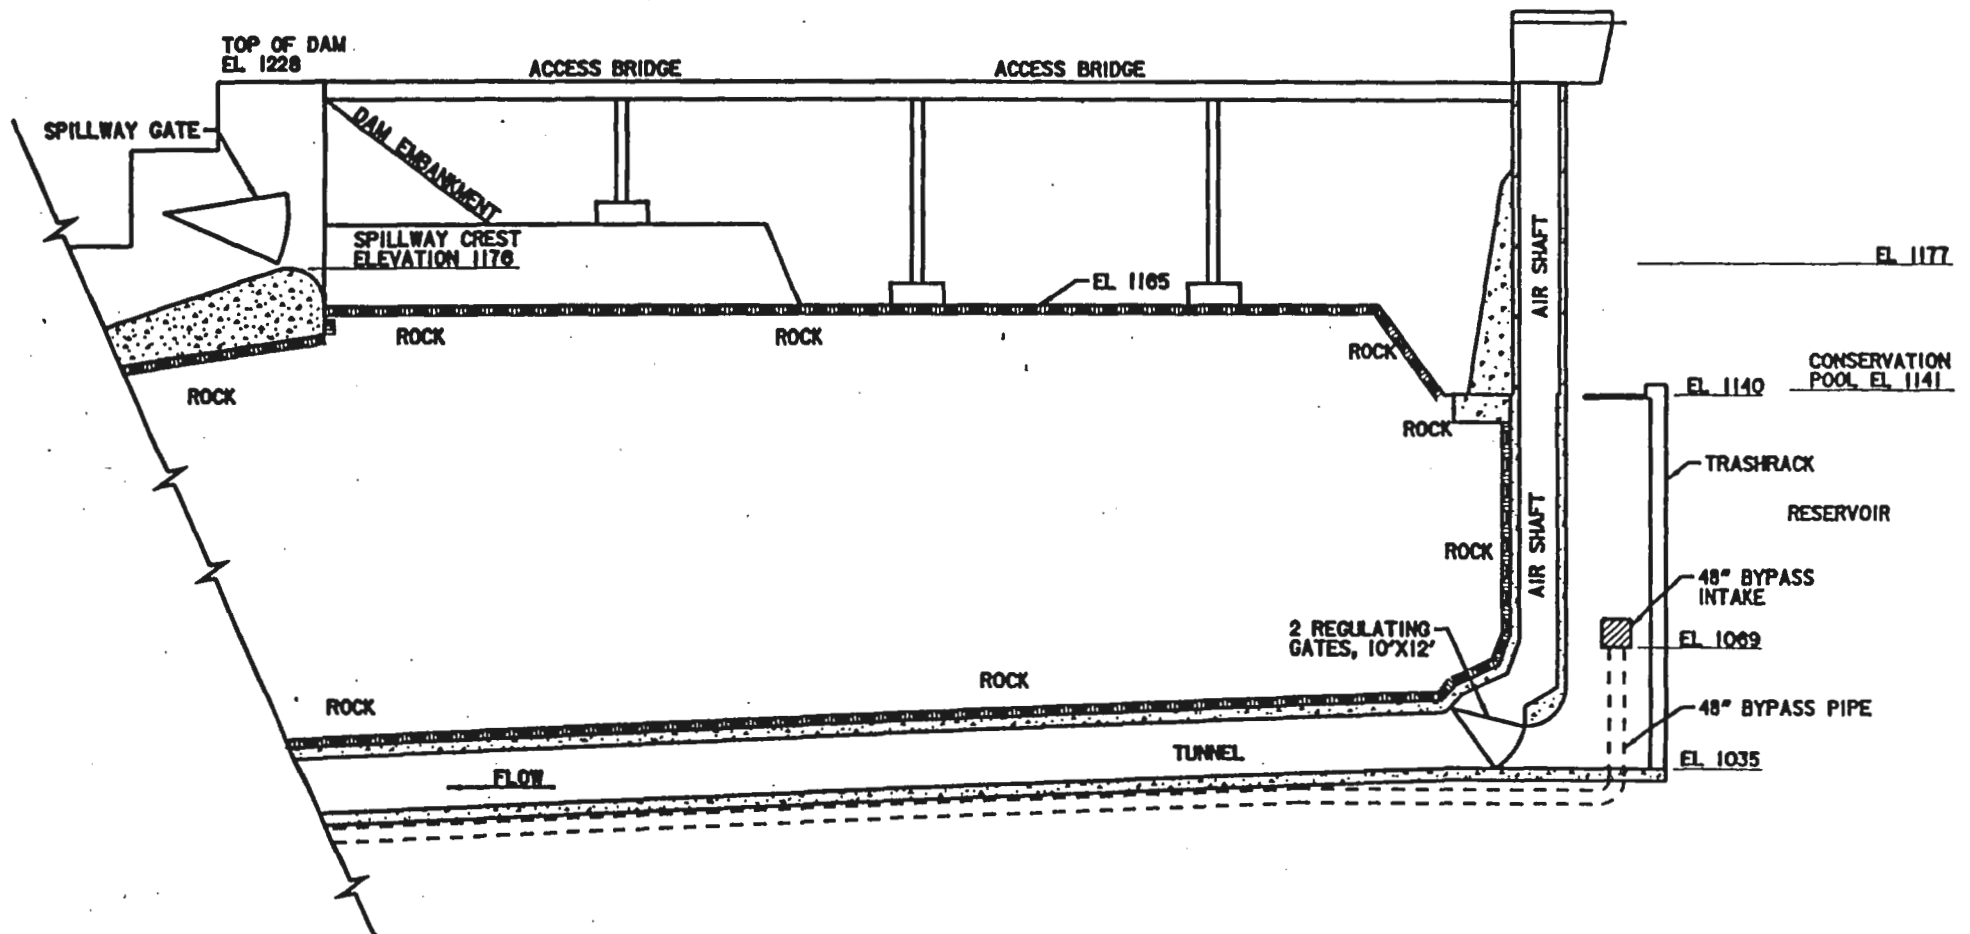 TOP OF DAM
EL 1228
ACCESS BRIDGE
ACCESS BRIDGE
SPILLWAY GATE
DAM EMBANKMENT
SPILLWAY CREST
ELEVATION 1176
AIR SHAFT
EL 1177
EL 1165
ROCK
ROCK
ROCK
ROCK
CONSERVATION
POOL EL 1141
EL 1140
ROCK
TRASHRACK
RESERVOIR
ROCK
AIR SHAFT
48" BYPASS
INTAKE
2 REGULATING
GATES, 10'X12'
EL 1069
ROCK
ROCK
48" BYPASS PIPE
TUNNEL
EL 1035
FLOW